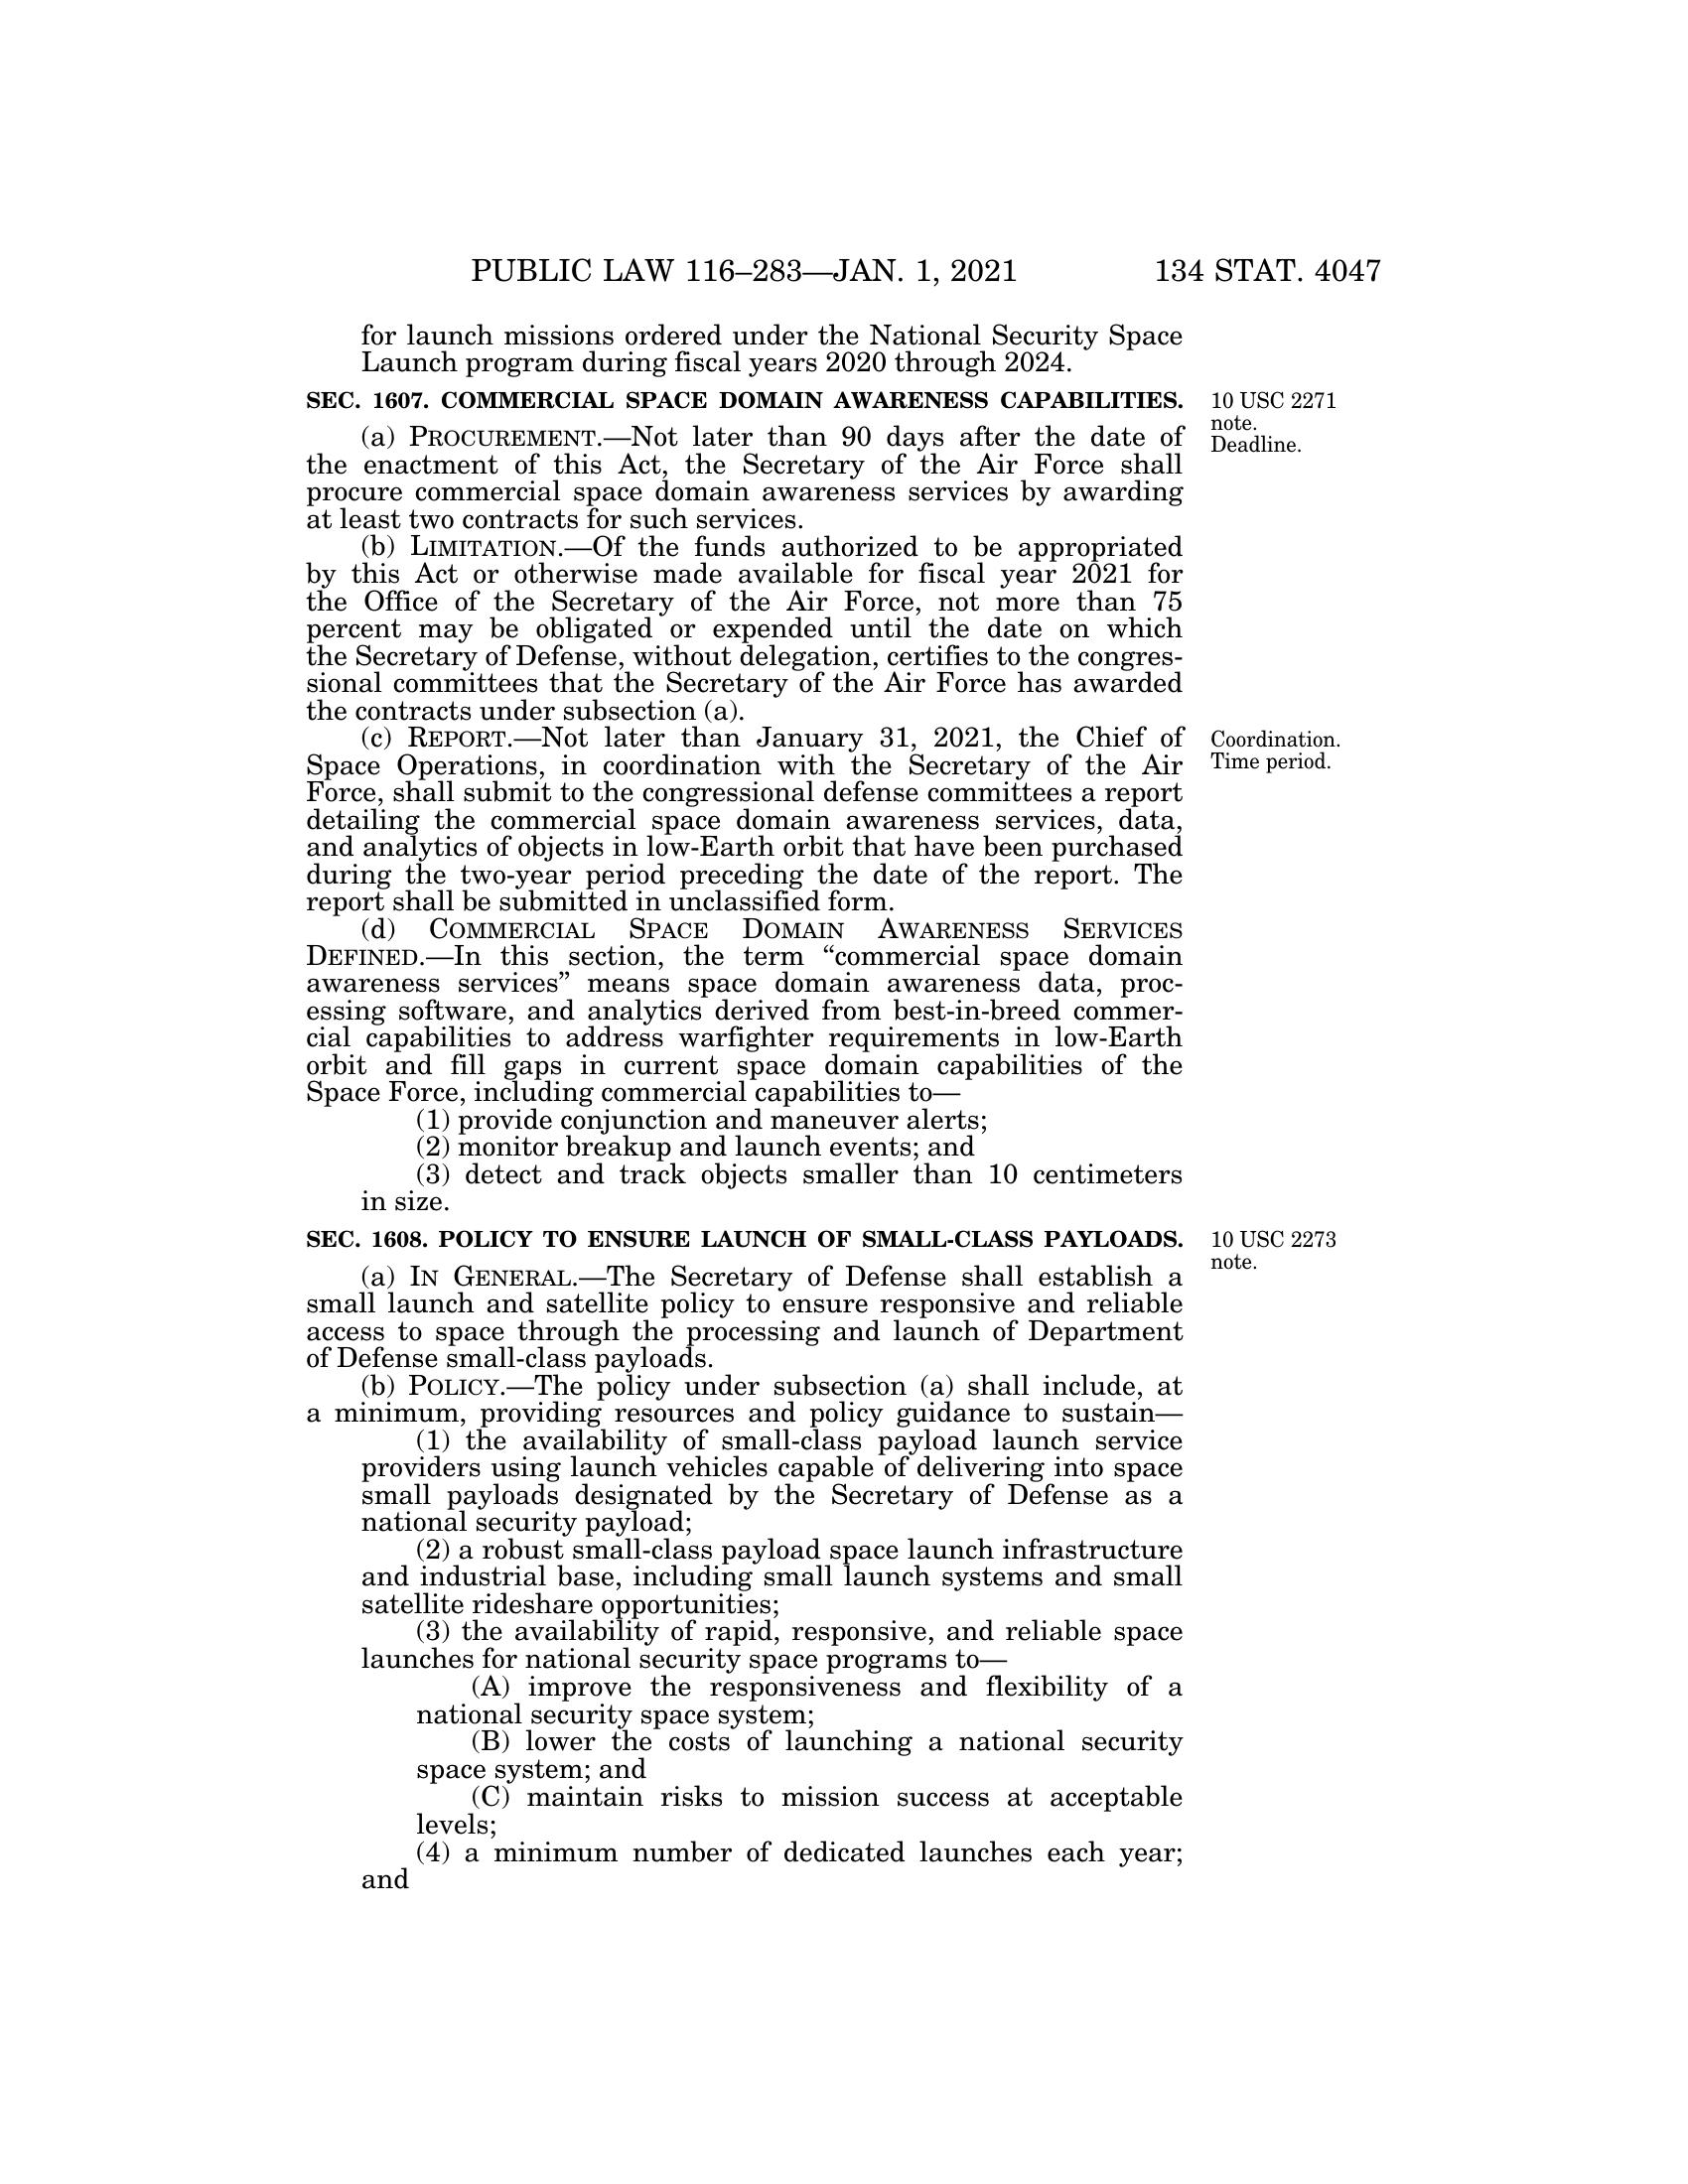 PUBLIC LAW 116–283—JAN. 1, 2021
134 STAT. 4047
for launch missions ordered under the National Security Space
Launch program during fiscal years 2020 through 2024.
SEC. 1607. COMMERCIAL SPACE DOMAIN AWARENESS CAPABILITIES.
10 USC 2271
note.
Deadline.
(a) PROCUREMENT.—Not later than 90 days after the date of
the enactment of this Act, the Secretary of the Air Force shall
procure commercial space domain awareness services by awarding
at least two contracts for such services.
(b) LIMITATION.—Of the funds authorized to be appropriated
by this Act or otherwise made available for fiscal year 2021 for
the Office of the Secretary of the Air Force, not more than 75
percent may be obligated or expended until the date on which
the Secretary of Defense, without delegation, certifies to the congres-
sional committees that the Secretary of the Air Force has awarded
the contracts under subsection (a).
(c) REPORT.—Not later than January 31, 2021, the Chief of
Space Operations, in coordination with the Secretary of the Air
Force, shall submit to the congressional defense committees a report
detailing the commercial space domain awareness services, data,
and analytics of objects in low-Earth orbit that have been purchased
during the two-year period preceding the date of the report. The
report shall be submitted in unclassified form.
Coordination.
Time period.
(d) COMMERCIAL SPACE DOMAIN AWARENESS SERVICES
DEFINED.—In this section, the term “commercial space domain
awareness services” means space domain awareness data, proc-
essing software, and analytics derived from best-in-breed commer-
cial capabilities to address warfighter requirements in low-Earth
orbit and fill gaps in current space domain capabilities of the
Space Force, including commercial capabilities to—
(1) provide conjunction and maneuver alerts;
(2) monitor breakup and launch events; and
(3) detect and track objects smaller than 10 centimeters
in size.
SEC. 1608. POLICY TO ENSURE LAUNCH OF SMALL-CLASS PAYLOADS.
10 USC 2273
note.
(a) IN GENERAL.—The Secretary of Defense shall establish a
small launch and satellite policy to ensure responsive and reliable
access to space through the processing and launch of Department
of Defense small-class payloads.
(b) POLICY.—The policy under subsection (a) shall include, at
a minimum, providing resources and policy guidance to sustain—
(1) the availability of small-class payload launch service
providers using launch vehicles capable of delivering into space
small payloads designated by the Secretary of Defense as a
national security payload;
(2) a robust small-class payload space launch infrastructure
and industrial base, including small launch systems and small
satellite rideshare opportunities;
(3) the availability of rapid, responsive, and reliable space
launches for national security space programs to—
(A) improve the responsiveness and flexibility of a
national security space system;
(B) lower the costs of launching a national security
space system; and
(C) maintain risks to mission success at acceptable
levels;
(4) a minimum number of dedicated launches each year;
and